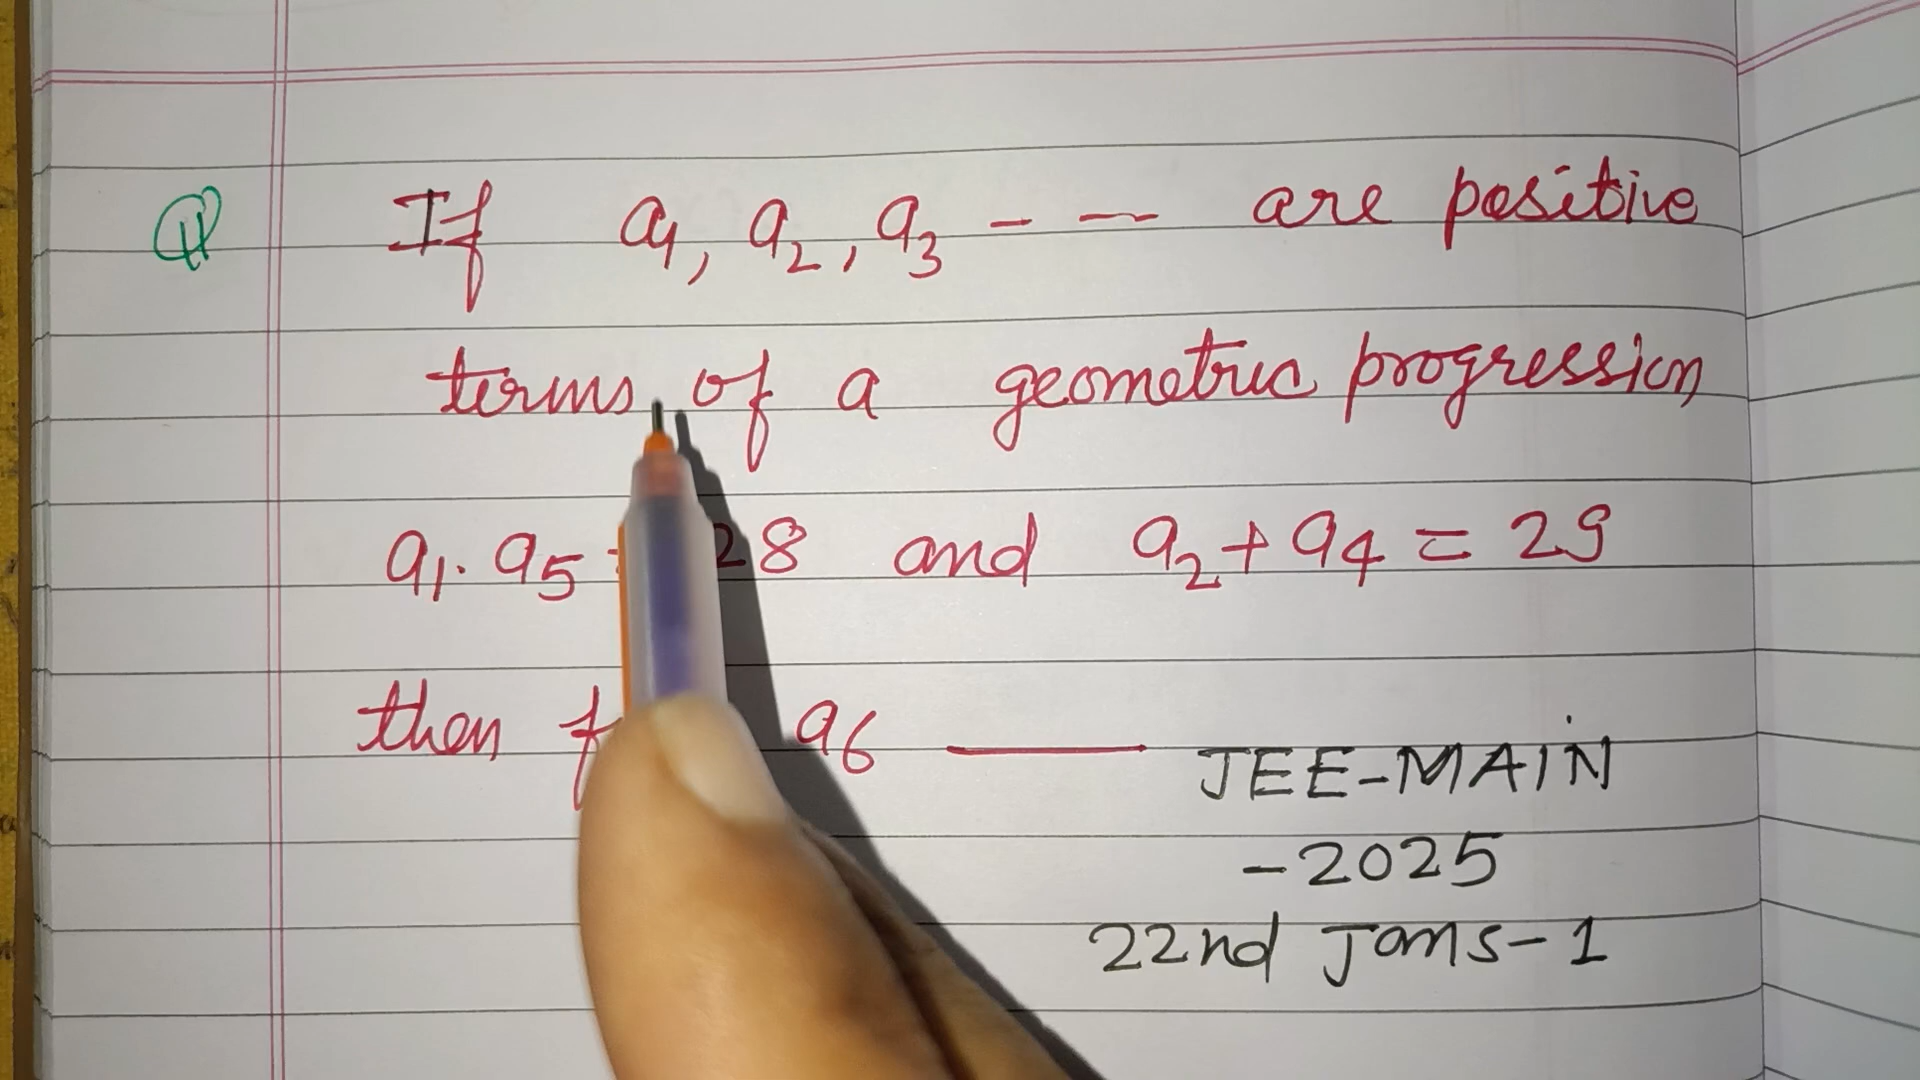 Q If a1, a2, a3 - — are positive
terms of a geometric progression
a1. a5 28 and a2 + a4 = 29
then a6 ———
JEE-MAIN
-2025
22nd Jans-1